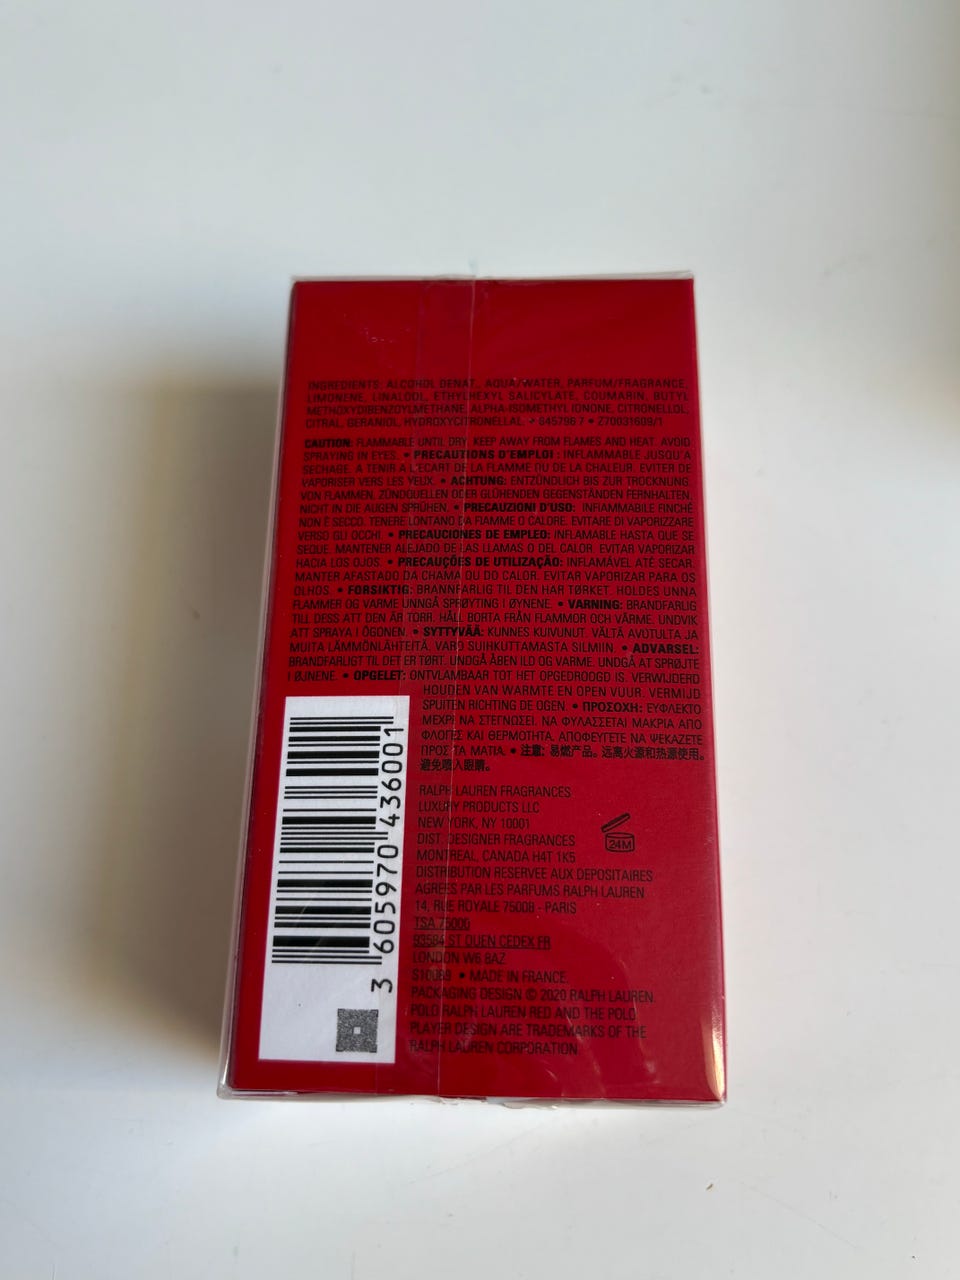 INGREDIENTS: ALCOHOL DENAT., AQUA/WATER, PARFUM/FRAGRANCE,
LIMONENE, LINALOOL, ETHYLHEXYL SALICYLATE, COUMARIN, BUTYL
METHOXYDIBENZOYLMETHANE, ALPHA-ISOMETHYL IONONE, CITRONELLOL,
CITRAL, GERANIOL, HYDROXYCITRONELLAL. 845796 7 • Z70031609/1
CAUTION: FLAMMABLE UNTIL DRY. KEEP AWAY FROM FLAMES AND HEAT. AVOID
SPRAYING IN EYES. • PRECAUTIONS D'EMPLOI : INFLAMMABLE JUSQU'A
SECHAGE. A TENIR A L'ECART DE LA FLAMME OU DE LA CHALEUR. EVITER DE
VAPORISER VERS LES YEUX. • ACHTUNG: ENTZÜNDLICH BIS ZUR TROCKNUNG.
VON FLAMMEN, ZÜNDQUELLEN ODER GLÜHENDEN GEGENSTÄNDEN FERNHALTEN.
NICHT IN DIE AUGEN SPRÜHEN. • PRECAUZIONI D'USO: INFIAMMABILE FINCHÈ
NON È SECCO. TENERE LONTANO DA FIAMME O CALORE. EVITARE DI VAPORIZZARE
VERSO GLI OCCHI. • PRECAUCIONES DE EMPLEO: INFLAMABLE HASTA QUE SE
SEQUE. MANTENER ALEJADO DE LAS LLAMAS O DEL CALOR. EVITAR VAPORIZAR
HACIA LOS OJOS. • PRECAUÇÕES DE UTILIZAÇÃO: INFLAMÁVEL ATÉ SECAR.
MANTER AFASTADO DA CHAMA OU DO CALOR. EVITAR VAPORIZAR PARA OS
OLHOS. • FORSIKTIG: BRANNFARLIG TIL DEN HAR TØRKET. HOLDES UNNA
FLAMMER OG VARME UNNGÅ SPRØYTING I ØYNENE. • VARNING: BRANDFARLIG
TILL DESS ATT DEN ÄR TORR. HÅLL BORTA FRÅN FLAMMOR OCH VÄRME. UNDVIK
ATT SPRAYA I ÖGONEN. • SYTTYVÄÄ: KUNNES KUIVUNUT. VÄLTÄ AVOTULTA JA
MUITA LÄMMÖNLÄHTEITÄ, VARO SUIHKUTTAMASTA SILMIIN. • ADVARSEL:
BRANDFARLIGT TIL DET ER TØRT. UNDGÅ ÅBEN ILD OG VARME. UNDGÅ AT SPRØJTE
I ØJNENE. • OPGELET: ONTVLAMBAAR TOT HET OPGEDROOGD IS. VERWIJDERD
HOUDEN VAN WARMTE EN OPEN VUUR. VERMIJD
SPUITEN RICHTING DE OGEN. • ΠΡΟΣΟΧΗ: ΕΥΦΛΕΚΤΟ
ΜΕΧΡΙ ΝΑ ΣΤΕΓΝΩΣΕΙ. ΝΑ ΦΥΛΑΣΣΕΤΑΙ ΜΑΚΡΙΑ ΑΠΟ
ΦΛΟΓΕΣ ΚΑΙ ΘΕΡΜΟΤΗΤΑ. ΑΠΟΦΕΥΓΕΤΕ ΝΑ ΨΕΚΑΖΕΤΕ
ΠΡΟΣ ΤΑ ΜΑΤΙΑ. • 注意: 易燃产品。远离火源和热源使用。
避免喷入眼睛。
RALPH LAUREN FRAGRANCES
LUXURY PRODUCTS LLC
NEW YORK, NY 10001
DIST. DESIGNER FRAGRANCES
MONTREAL, CANADA H4T 1K5
DISTRIBUTION RESERVEE AUX DEPOSITAIRES
AGREES PAR LES PARFUMS RALPH LAUREN
14, RUE ROYALE 75008 - PARIS
TSA 75000
93584 ST OUEN CEDEX FR
LONDON W6 8AZ
S10089 • MADE IN FRANCE.
PACKAGING DESIGN © 2020 RALPH LAUREN.
POLO RALPH LAUREN RED AND THE POLO
PLAYER DESIGN ARE TRADEMARKS OF THE
RALPH LAUREN CORPORATION.
24M
3 605970 436001